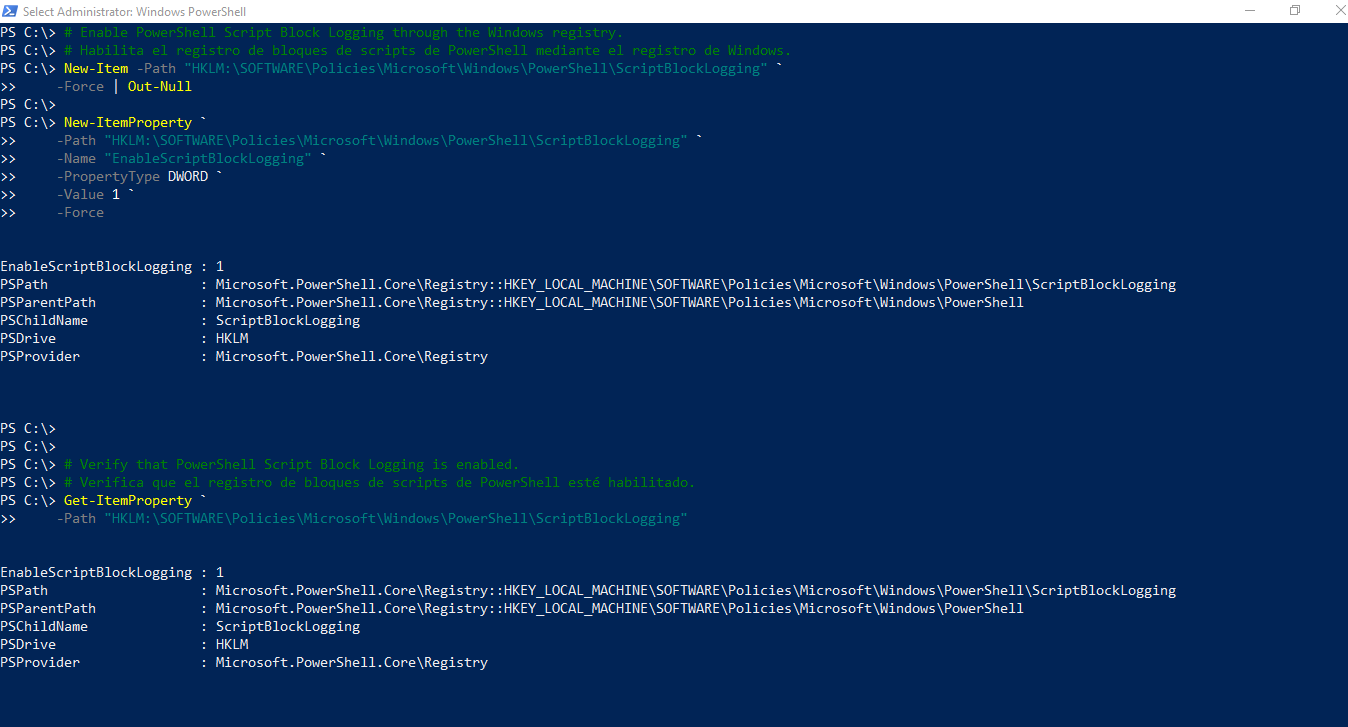 Select Administrator: Windows PowerShell
PS C:\> # Enable PowerShell Script Block Logging through the Windows registry.
PS C:\> # Habilita el registro de bloques de scripts de PowerShell mediante el registro de Windows.
PS C:\> New-Item -Path "HKLM:\SOFTWARE\Policies\Microsoft\Windows\PowerShell\ScriptBlockLogging" `
>>     -Force | Out-Null
PS C:\>
PS C:\> New-ItemProperty `
>>     -Path "HKLM:\SOFTWARE\Policies\Microsoft\Windows\PowerShell\ScriptBlockLogging" `
>>     -Name "EnableScriptBlockLogging" `
>>     -PropertyType DWORD `
>>     -Value 1 `
>>     -Force
EnableScriptBlockLogging : 1
PSPath                   : Microsoft.PowerShell.Core\Registry::HKEY_LOCAL_MACHINE\SOFTWARE\Policies\Microsoft\Windows\PowerShell\ScriptBlockLogging
PSParentPath             : Microsoft.PowerShell.Core\Registry::HKEY_LOCAL_MACHINE\SOFTWARE\Policies\Microsoft\Windows\PowerShell
PSChildName              : ScriptBlockLogging
PSDrive                  : HKLM
PSProvider               : Microsoft.PowerShell.Core\Registry
PS C:\>
PS C:\>
PS C:\> # Verify that PowerShell Script Block Logging is enabled.
PS C:\> # Verifica que el registro de bloques de scripts de PowerShell esté habilitado.
PS C:\> Get-ItemProperty `
>>     -Path "HKLM:\SOFTWARE\Policies\Microsoft\Windows\PowerShell\ScriptBlockLogging"
EnableScriptBlockLogging : 1
PSPath                   : Microsoft.PowerShell.Core\Registry::HKEY_LOCAL_MACHINE\SOFTWARE\Policies\Microsoft\Windows\PowerShell\ScriptBlockLogging
PSParentPath             : Microsoft.PowerShell.Core\Registry::HKEY_LOCAL_MACHINE\SOFTWARE\Policies\Microsoft\Windows\PowerShell
PSChildName              : ScriptBlockLogging
PSDrive                  : HKLM
PSProvider               : Microsoft.PowerShell.Core\Registry